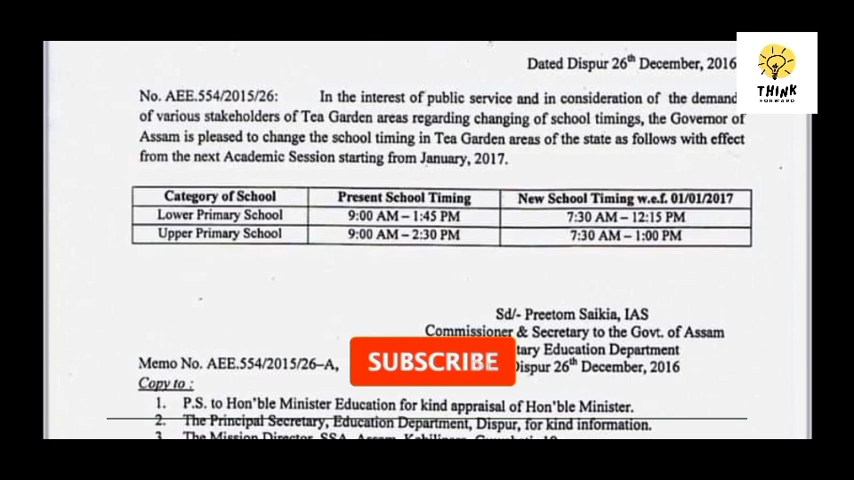 Dated Dispur 26th December, 2016
THINK
FORWARD
No. AEE.554/2015/26: In the interest of public service and in consideration of the demand
of various stakeholders of Tea Garden areas regarding changing of school timings, the Governor of
Assam is pleased to change the school timing in Tea Garden areas of the state as follows with effect
from the next Academic Session starting from January, 2017.
Category of School Present School Timing New School Timing w.e.f. 01/01/2017
Lower Primary School 9:00 AM – 1:45 PM 7:30 AM – 12:15 PM
Upper Primary School 9:00 AM – 2:30 PM 7:30 AM – 1:00 PM
Sd/- Preetom Saikia, IAS
Commissioner & Secretary to the Govt. of Assam
tary Education Department
Memo No. AEE.554/2015/26–A, SUBSCRIBE Dispur 26th December, 2016
Copy to :
1. P.S. to Hon'ble Minister Education for kind appraisal of Hon'ble Minister.
2. The Principal Secretary, Education Department, Dispur, for kind information.
3. The Mission Director, SSA, Assam,